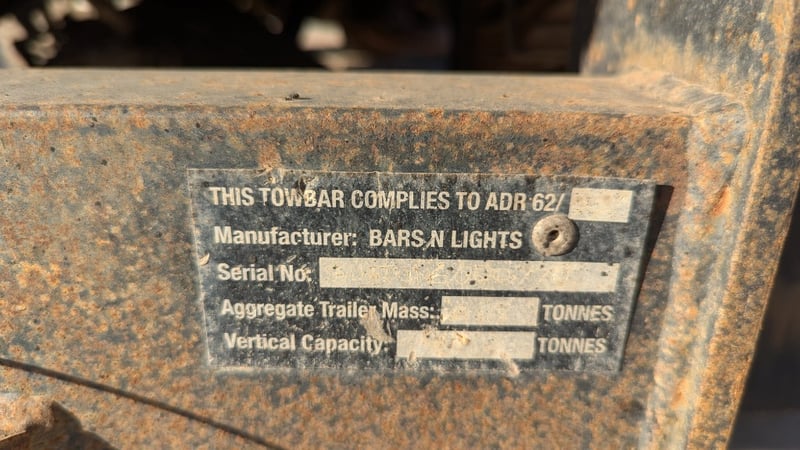 THIS TOWBAR COMPLIES TO ADR 62/
Manufacturer: BARS N LIGHTS
Serial No:
Aggregate Trailer Mass: TONNES
Vertical Capacity: TONNES